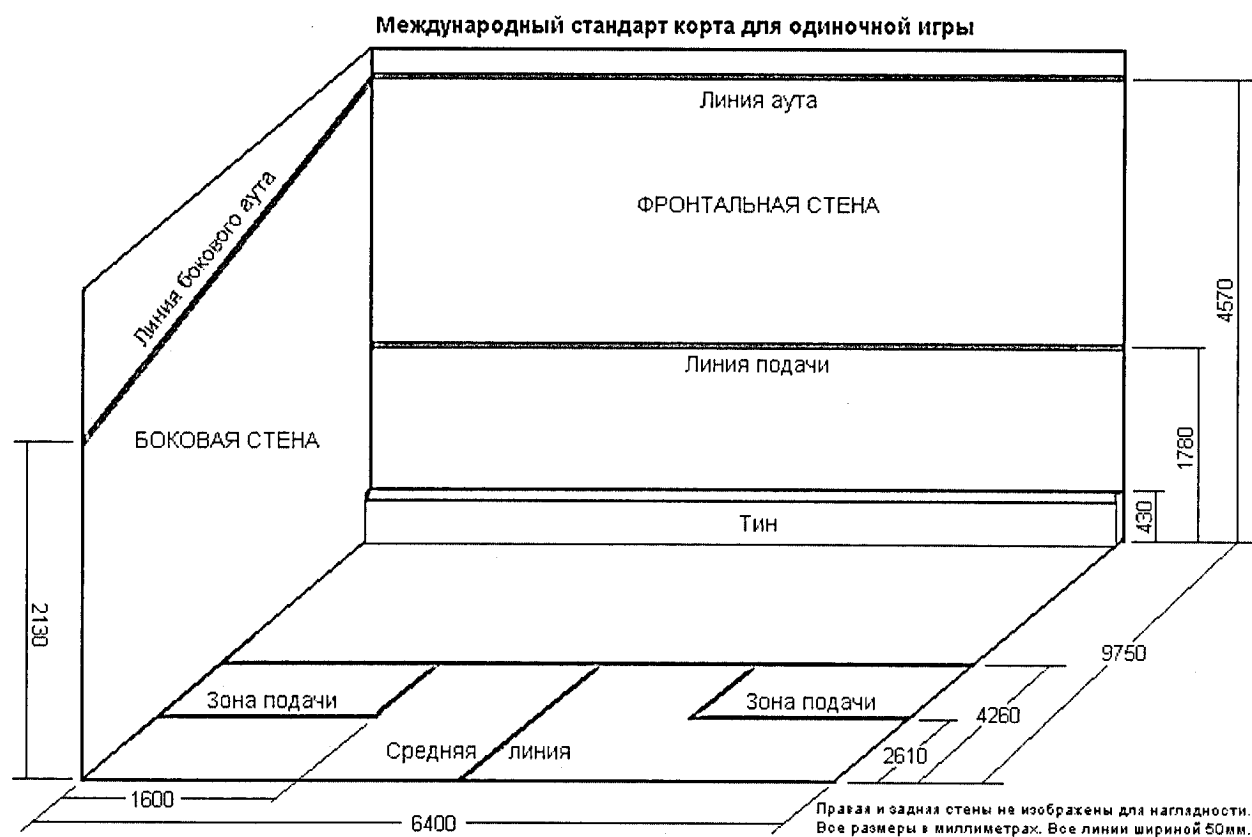 Международный стандарт корта для одиночной игры
Линия аута
Линия бокового аута
ФРОНТАЛЬНАЯ СТЕНА
4570
Линия подачи
БОКОВАЯ СТЕНА
1780
430
Тин
2130
9750
Зона подачи
Зона подачи
4260
Средняя линия
2610
1600
6400
Правая и задняя стены не изображены для наглядности.
Все размеры в миллиметрах. Все линии шириной 50мм.